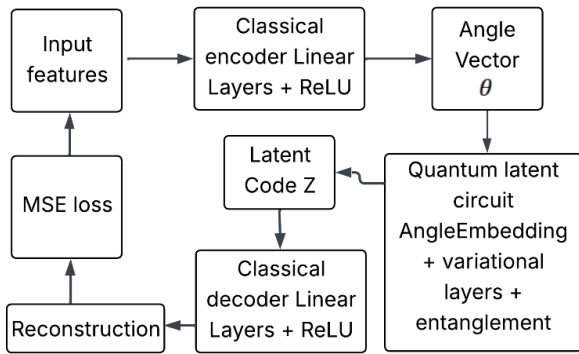 Input
features
Classical
encoder Linear
Layers + ReLU
Angle
Vector
θ
Quantum latent
circuit
AngleEmbedding
+ variational
layers +
entanglement
Latent
Code Z
Classical
decoder Linear
Layers + ReLU
Reconstruction
MSE loss